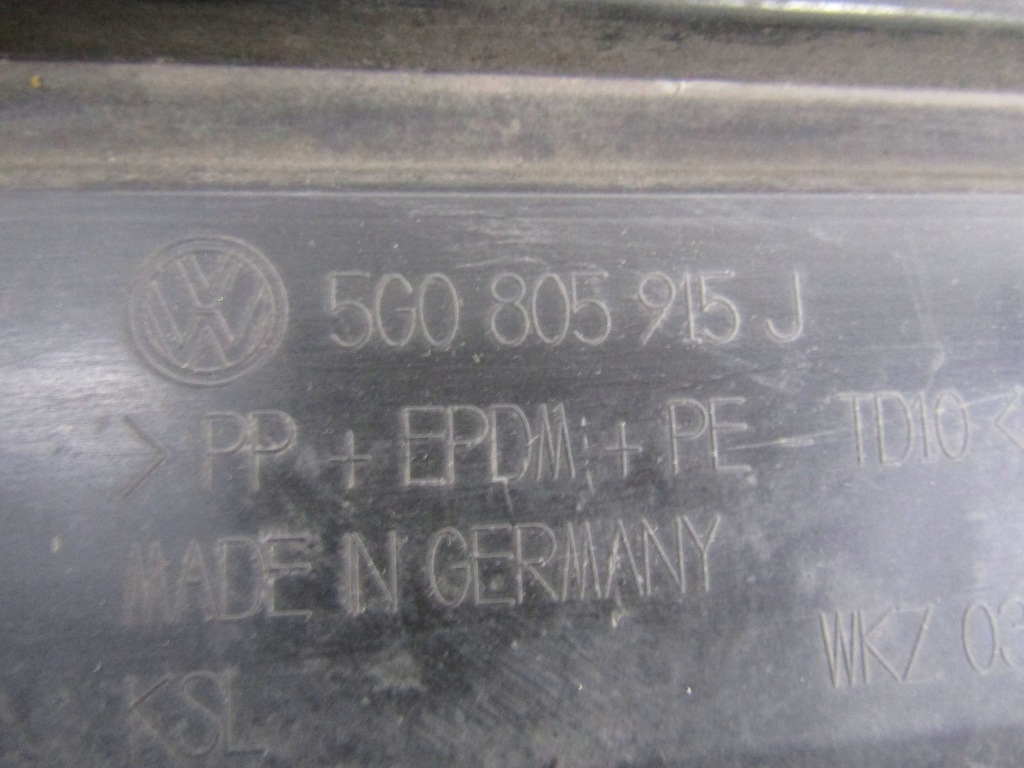 5G0 805 915 J
> PP + EPDM + PE - TD10 <
MADE IN GERMANY
WKZ 03
KSL